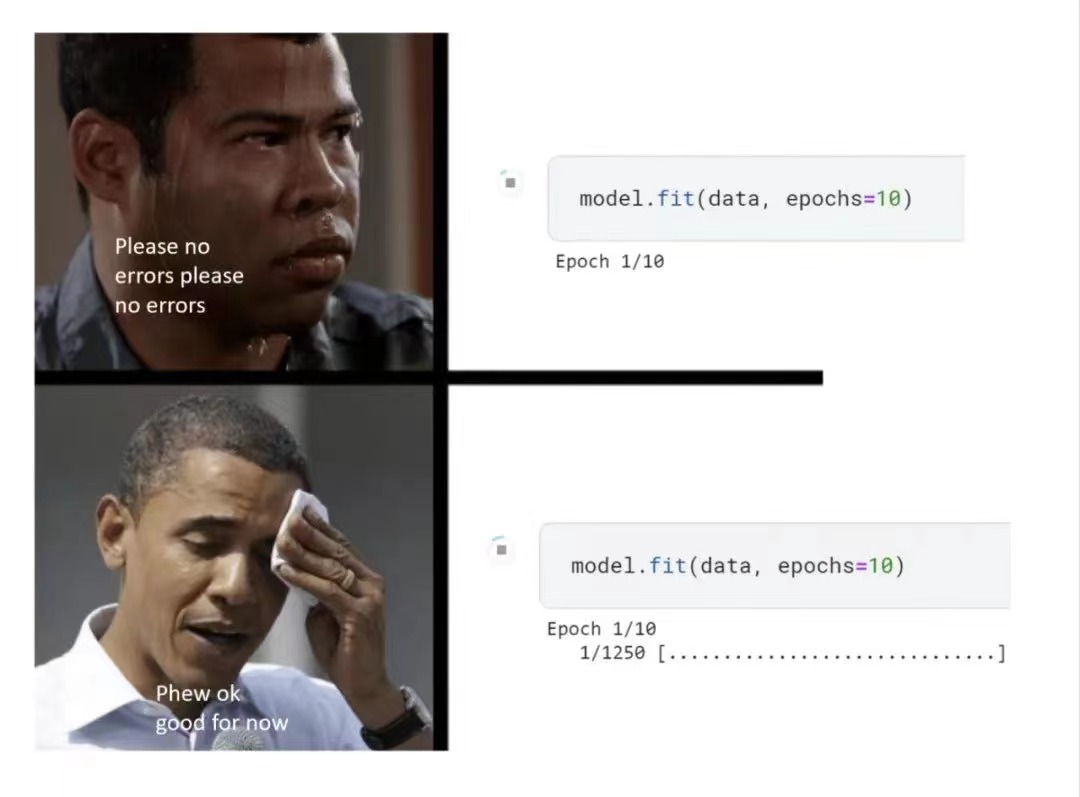 Please no
errors please
no errors
model.fit(data, epochs=10)
Epoch 1/10
Phew ok
good for now
model.fit(data, epochs=10)
Epoch 1/10
1/1250 [..............................]